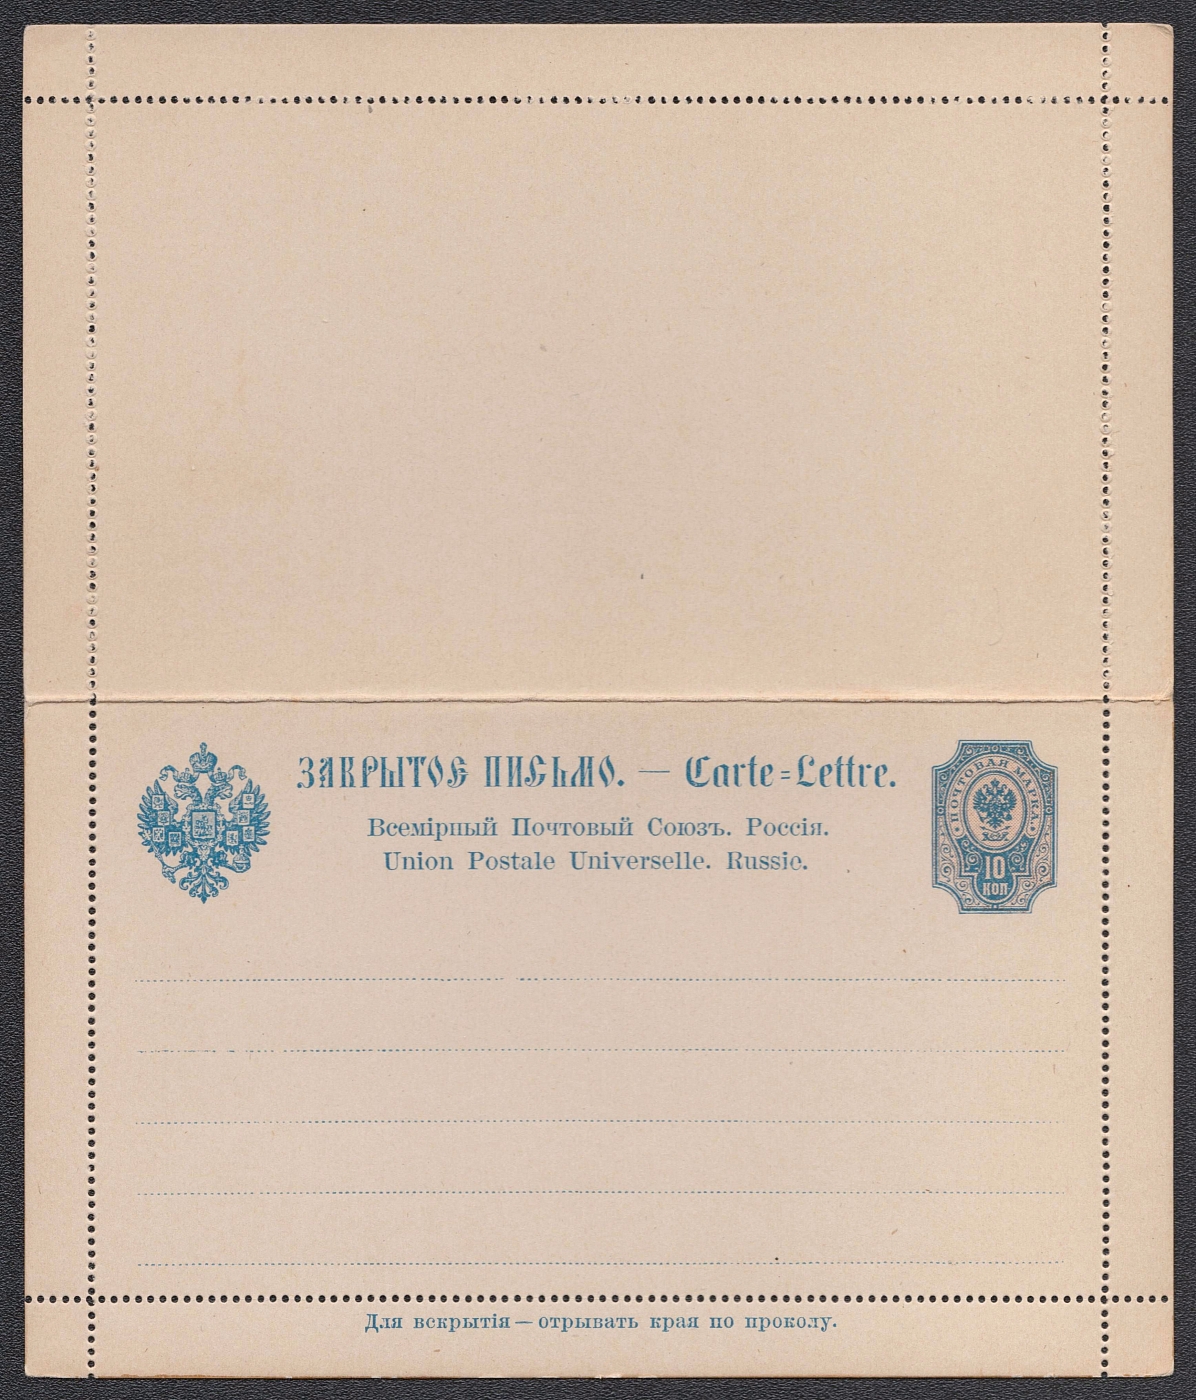 ЗАКРЫТОЕ ПИСЬМО. — Carte-Lettre.
Всемірный Почтовый Союзъ. Россія.
Union Postale Universelle. Russie.
ПОЧТОВАЯ МАРКА.
10
КОП
Для вскрытія — отрывать края по проколу.